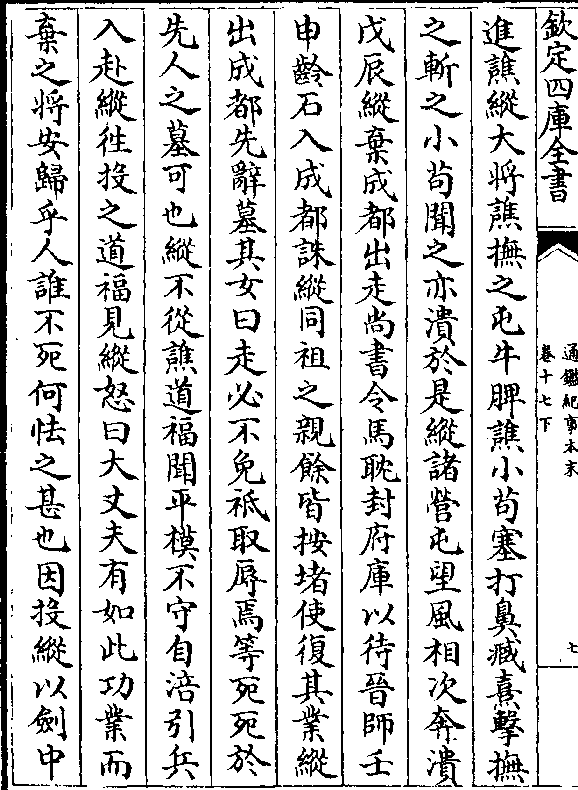 欽定四庫全書
通鑑紀事本末
卷十七下
七
進譙縱大將譙撫之屯牛脾譙小茍塞打鼻臧熹擊撫
之斬之小茍聞之亦潰於是縱諸營屯望風相次奔潰
戊辰縱棄成都出走尚書令馬耽封府庫以待晉師壬
申齡石入成都誅縱同祖之親餘皆按堵使復其業縱
出成都先辭墓其女曰走必不免祇取辱焉等死死於
先人之墓可也縱不從譙道福聞平模不守自涪引兵
入赴縱往投之道福見縱怒曰大丈夫有如此功業而
棄之將安歸乎人誰不死何怯之甚也因投縱以劍中